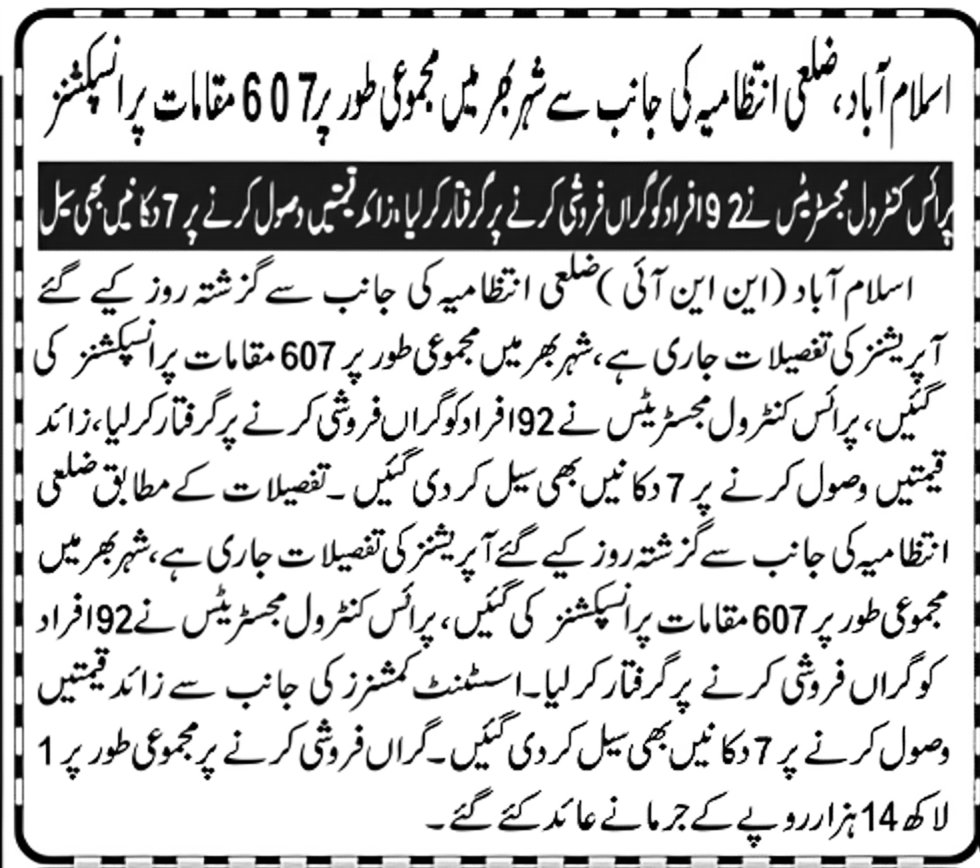 اسلام آباد، ضلعی انتظامیہ کی جانب سے شہر بھر میں مجموعی طور پر 607 مقامات پر انسپکشنز
پرائس کنٹرول مجسٹریٹس نے 92 افراد کو گراں فروشی کرنے پر گرفتار کرلیا، زائد قیمتیں وصول کرنے پر 7 دکانیں بھی سیل
اسلام آباد (این این آئی) ضلعی انتظامیہ کی جانب سے گزشتہ روز کیے گئے
آپریشنز کی تفصیلات جاری ہے، شہر بھر میں مجموعی طور پر 607 مقامات پر انسپکشنز کی
گئیں، پرائس کنٹرول مجسٹریٹس نے 92 افراد کو گراں فروشی کرنے پر گرفتار کرلیا، زائد
قیمتیں وصول کرنے پر 7 دکانیں بھی سیل کر دی گئیں۔ تفصیلات کے مطابق ضلعی
انتظامیہ کی جانب سے گزشتہ روز کیے گئے آپریشنز کی تفصیلات جاری ہے، شہر بھر میں
مجموعی طور پر 607 مقامات پر انسپکشنز کی گئیں، پرائس کنٹرول مجسٹریٹس نے 92 افراد
کو گراں فروشی کرنے پر گرفتار کر لیا۔ اسسٹنٹ کمشنرز کی جانب سے زائد قیمتیں
وصول کرنے پر 7 دکانیں بھی سیل کر دی گئیں۔ گراں فروشی کرنے پر مجموعی طور پر 1
لاکھ 14 ہزار روپے کے جرمانے عائد کئے گئے۔